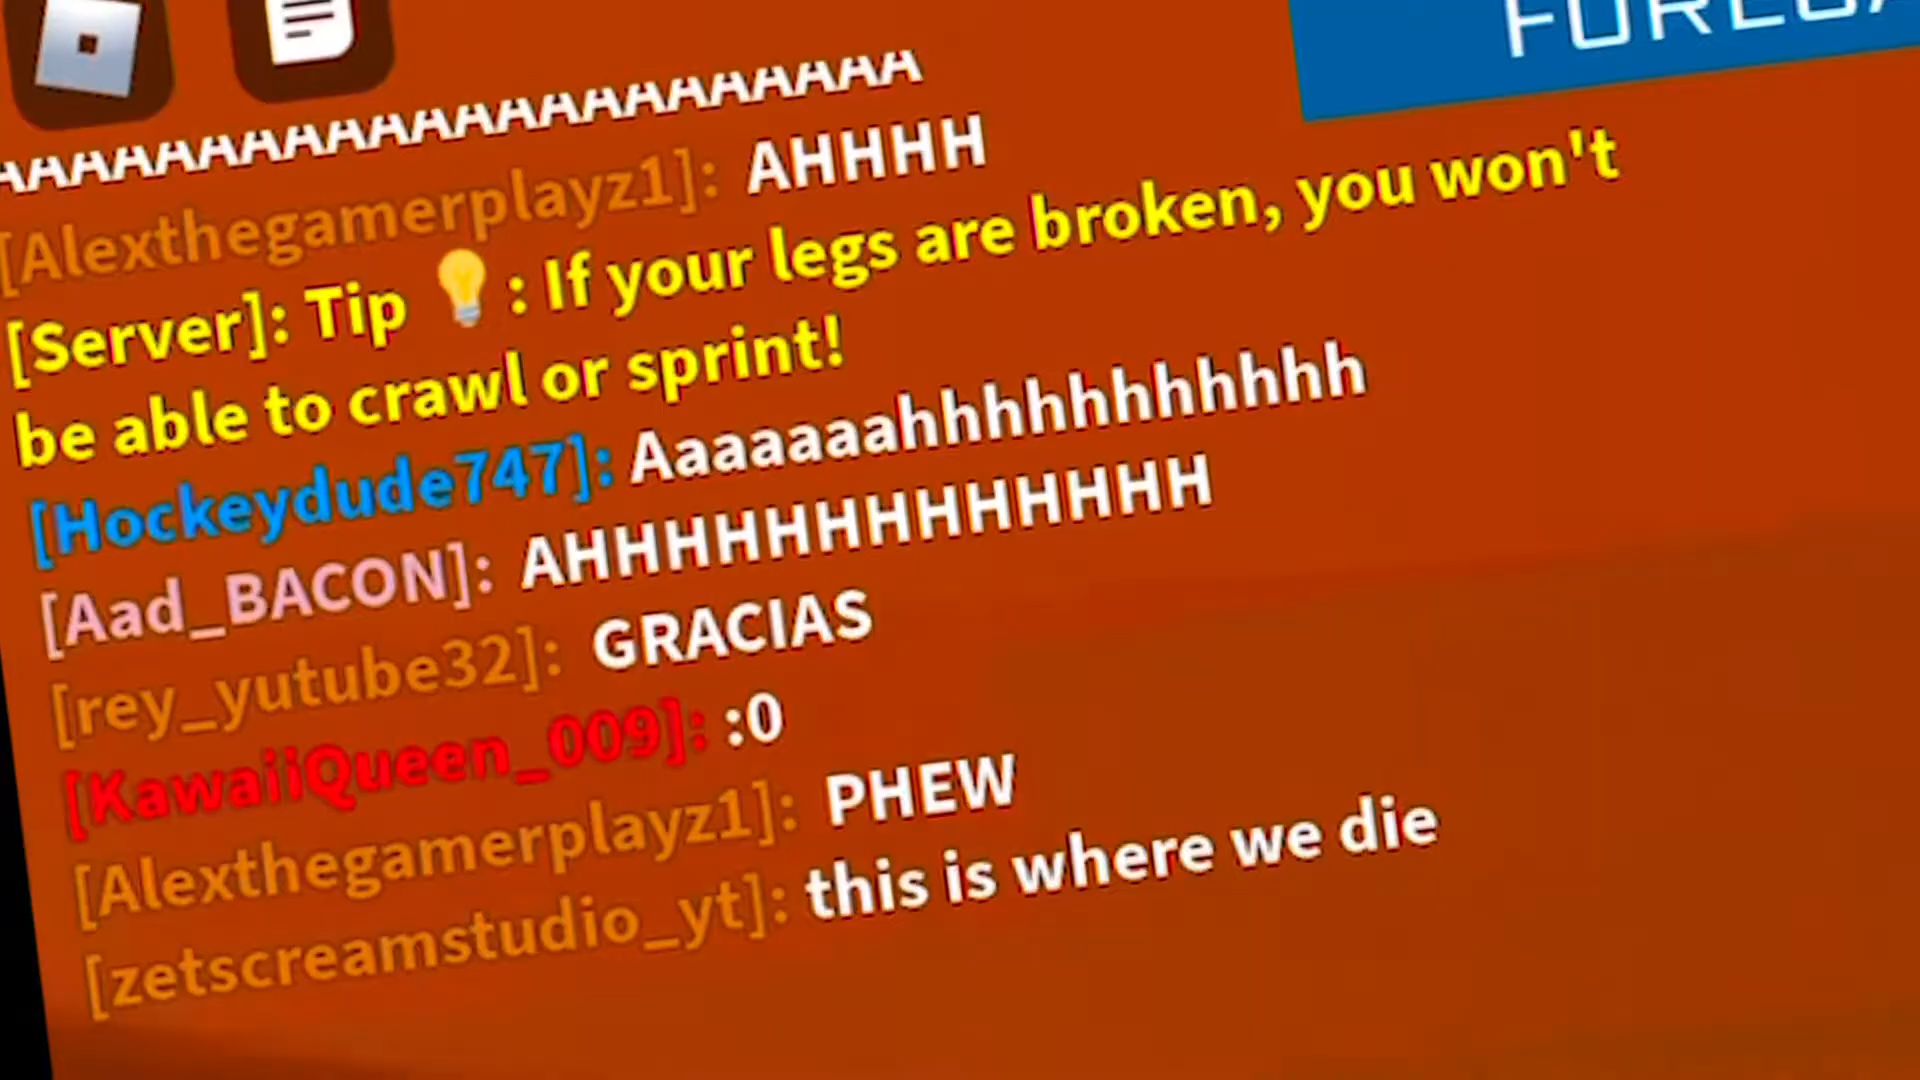 AAAAAAAAAAAAAAAAAAAAAA
[Alexthegamerplayz1]: AHHHH
[Server]: Tip 💡: If your legs are broken, you won't
be able to crawl or sprint!
[Hockeydude747]: Aaaaaaahhhhhhhhhhh
[Aad_BACON]: AHHHHHHHHHHHHH
[rey_yutube32]: GRACIAS
[KawaiiQueen_009]: :0
[Alexthegamerplayz1]: PHEW
[zetscreamstudio_yt]: this is where we die